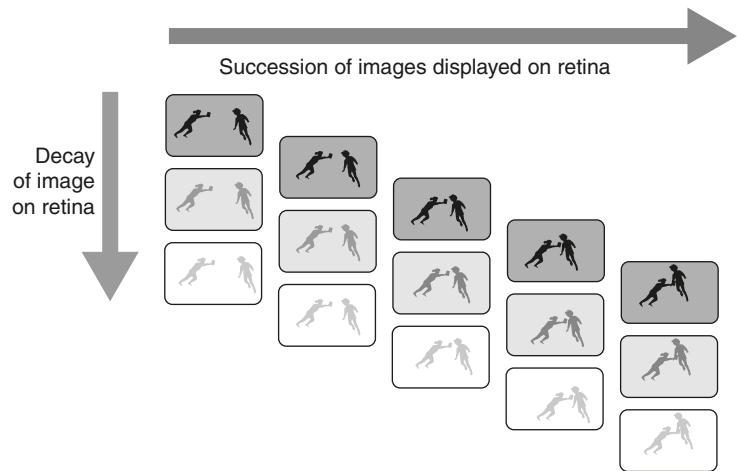 Succession of images displayed on retina
Decay
of image
on retina